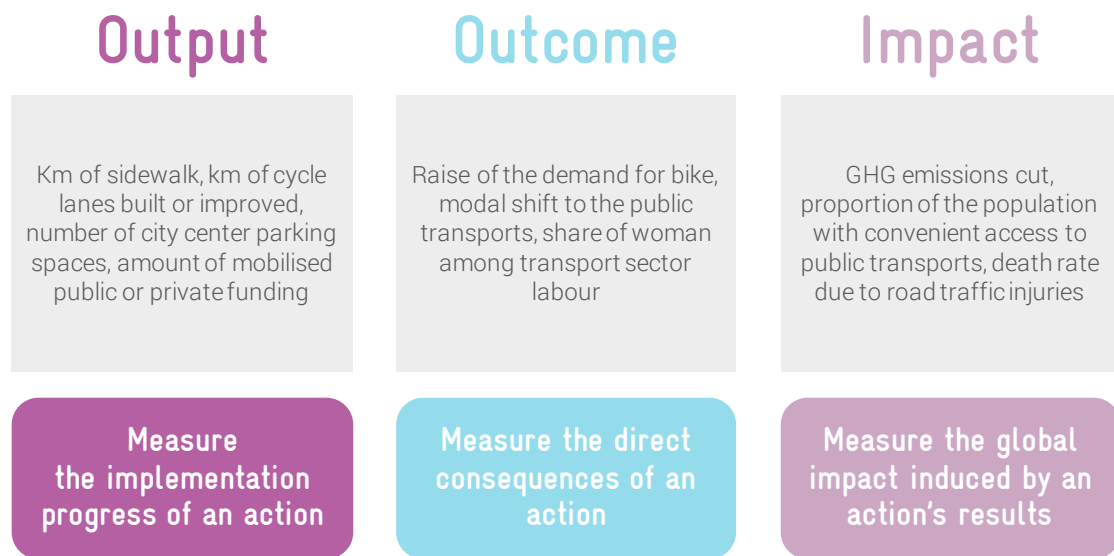 Output
Km of sidewalk, km of cycle
lanes built or improved,
number of city center parking
spaces, amount of mobilised
public or private funding
Measure
the implementation
progress of an action
Outcome
Raise of the demand for bike,
modal shift to the public
transports, share of woman
among transport sector
labour
Measure the direct
consequences of an
action
Impact
GHG emissions cut,
proportion of the population
with convenient access to
public transports, death rate
due to road traffic injuries
Measure the global
impact induced by an
action's results